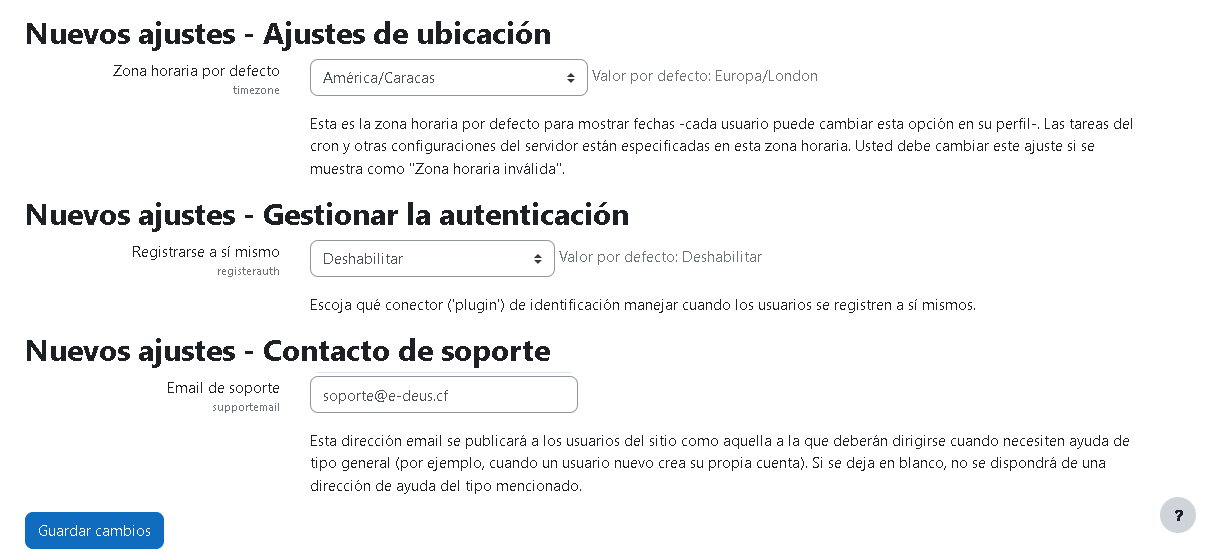 Nuevos ajustes - Ajustes de ubicación
Zona horaria por defecto
timezone
América/Caracas
Valor por defecto: Europa/London
Esta es la zona horaria por defecto para mostrar fechas -cada usuario puede cambiar esta opción en su perfil-. Las tareas del
cron y otras configuraciones del servidor están especificadas en esta zona horaria. Usted debe cambiar este ajuste si se
muestra como "Zona horaria inválida".
Nuevos ajustes - Gestionar la autenticación
Registrarse a sí mismo
registerauth
Deshabilitar
Valor por defecto: Deshabilitar
Escoja qué conector ('plugin') de identificación manejar cuando los usuarios se registren a sí mismos.
Nuevos ajustes - Contacto de soporte
Email de soporte
supportemail
soporte@e-deus.cf
Esta dirección email se publicará a los usuarios del sitio como aquella a la que deberán dirigirse cuando necesiten ayuda de
tipo general (por ejemplo, cuando un usuario nuevo crea su propia cuenta). Si se deja en blanco, no se dispondrá de una
dirección de ayuda del tipo mencionado.
Guardar cambios
?